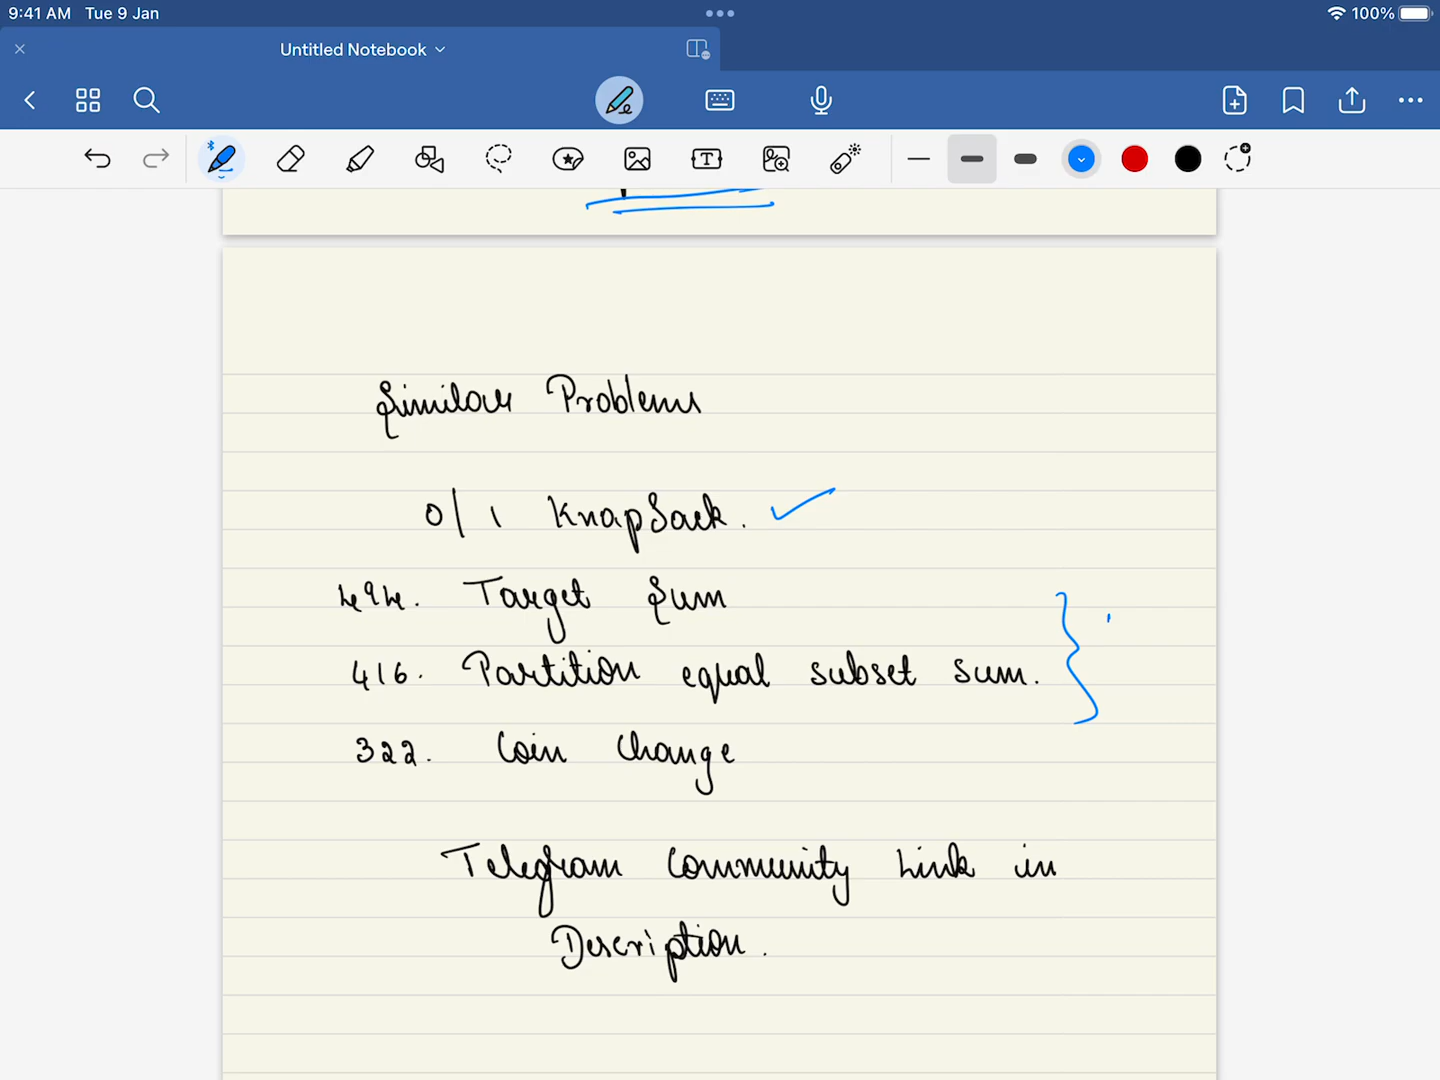 9:41 AM Tue 9 Jan
100%
Untitled Notebook
Similar Problems
0/1 KnapSack.
494. Target Sum
416. Partition equal subset sum.
322. Coin Change
Telegram Community Link in
Description.